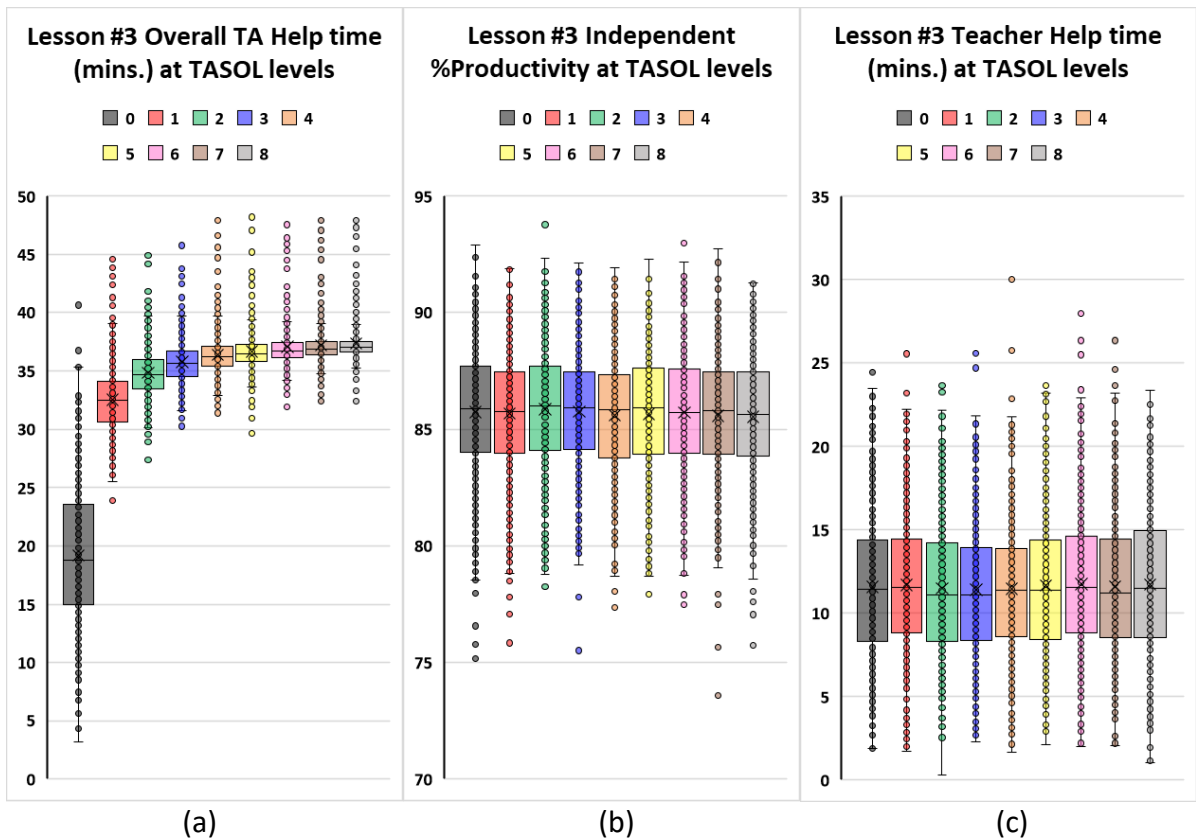 Lesson #3 Overall TA Help time
(mins.) at TASOL levels
0 1 2 3 4
5 6 7 8
50
45
40
35
30
25
20
15
10
5
0
(a)
Lesson #3 Independent
%Productivity at TASOL levels
0 1 2 3 4
5 6 7 8
95
90
85
80
75
70
(b)
Lesson #3 Teacher Help time
(mins.) at TASOL levels
0 1 2 3 4
5 6 7 8
35
30
25
20
15
10
5
0
(c)